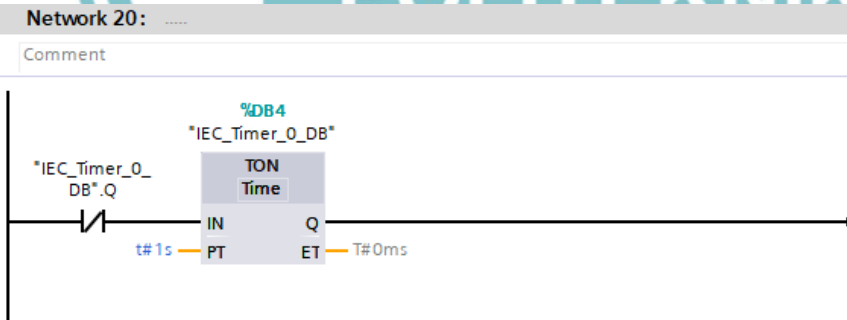 Network 20: .....
Comment
%DB4
"IEC_Timer_0_DB"
"IEC_Timer_0_
DB".Q
TON
Time
IN
Q
t#1s
PT
ET
T#0ms